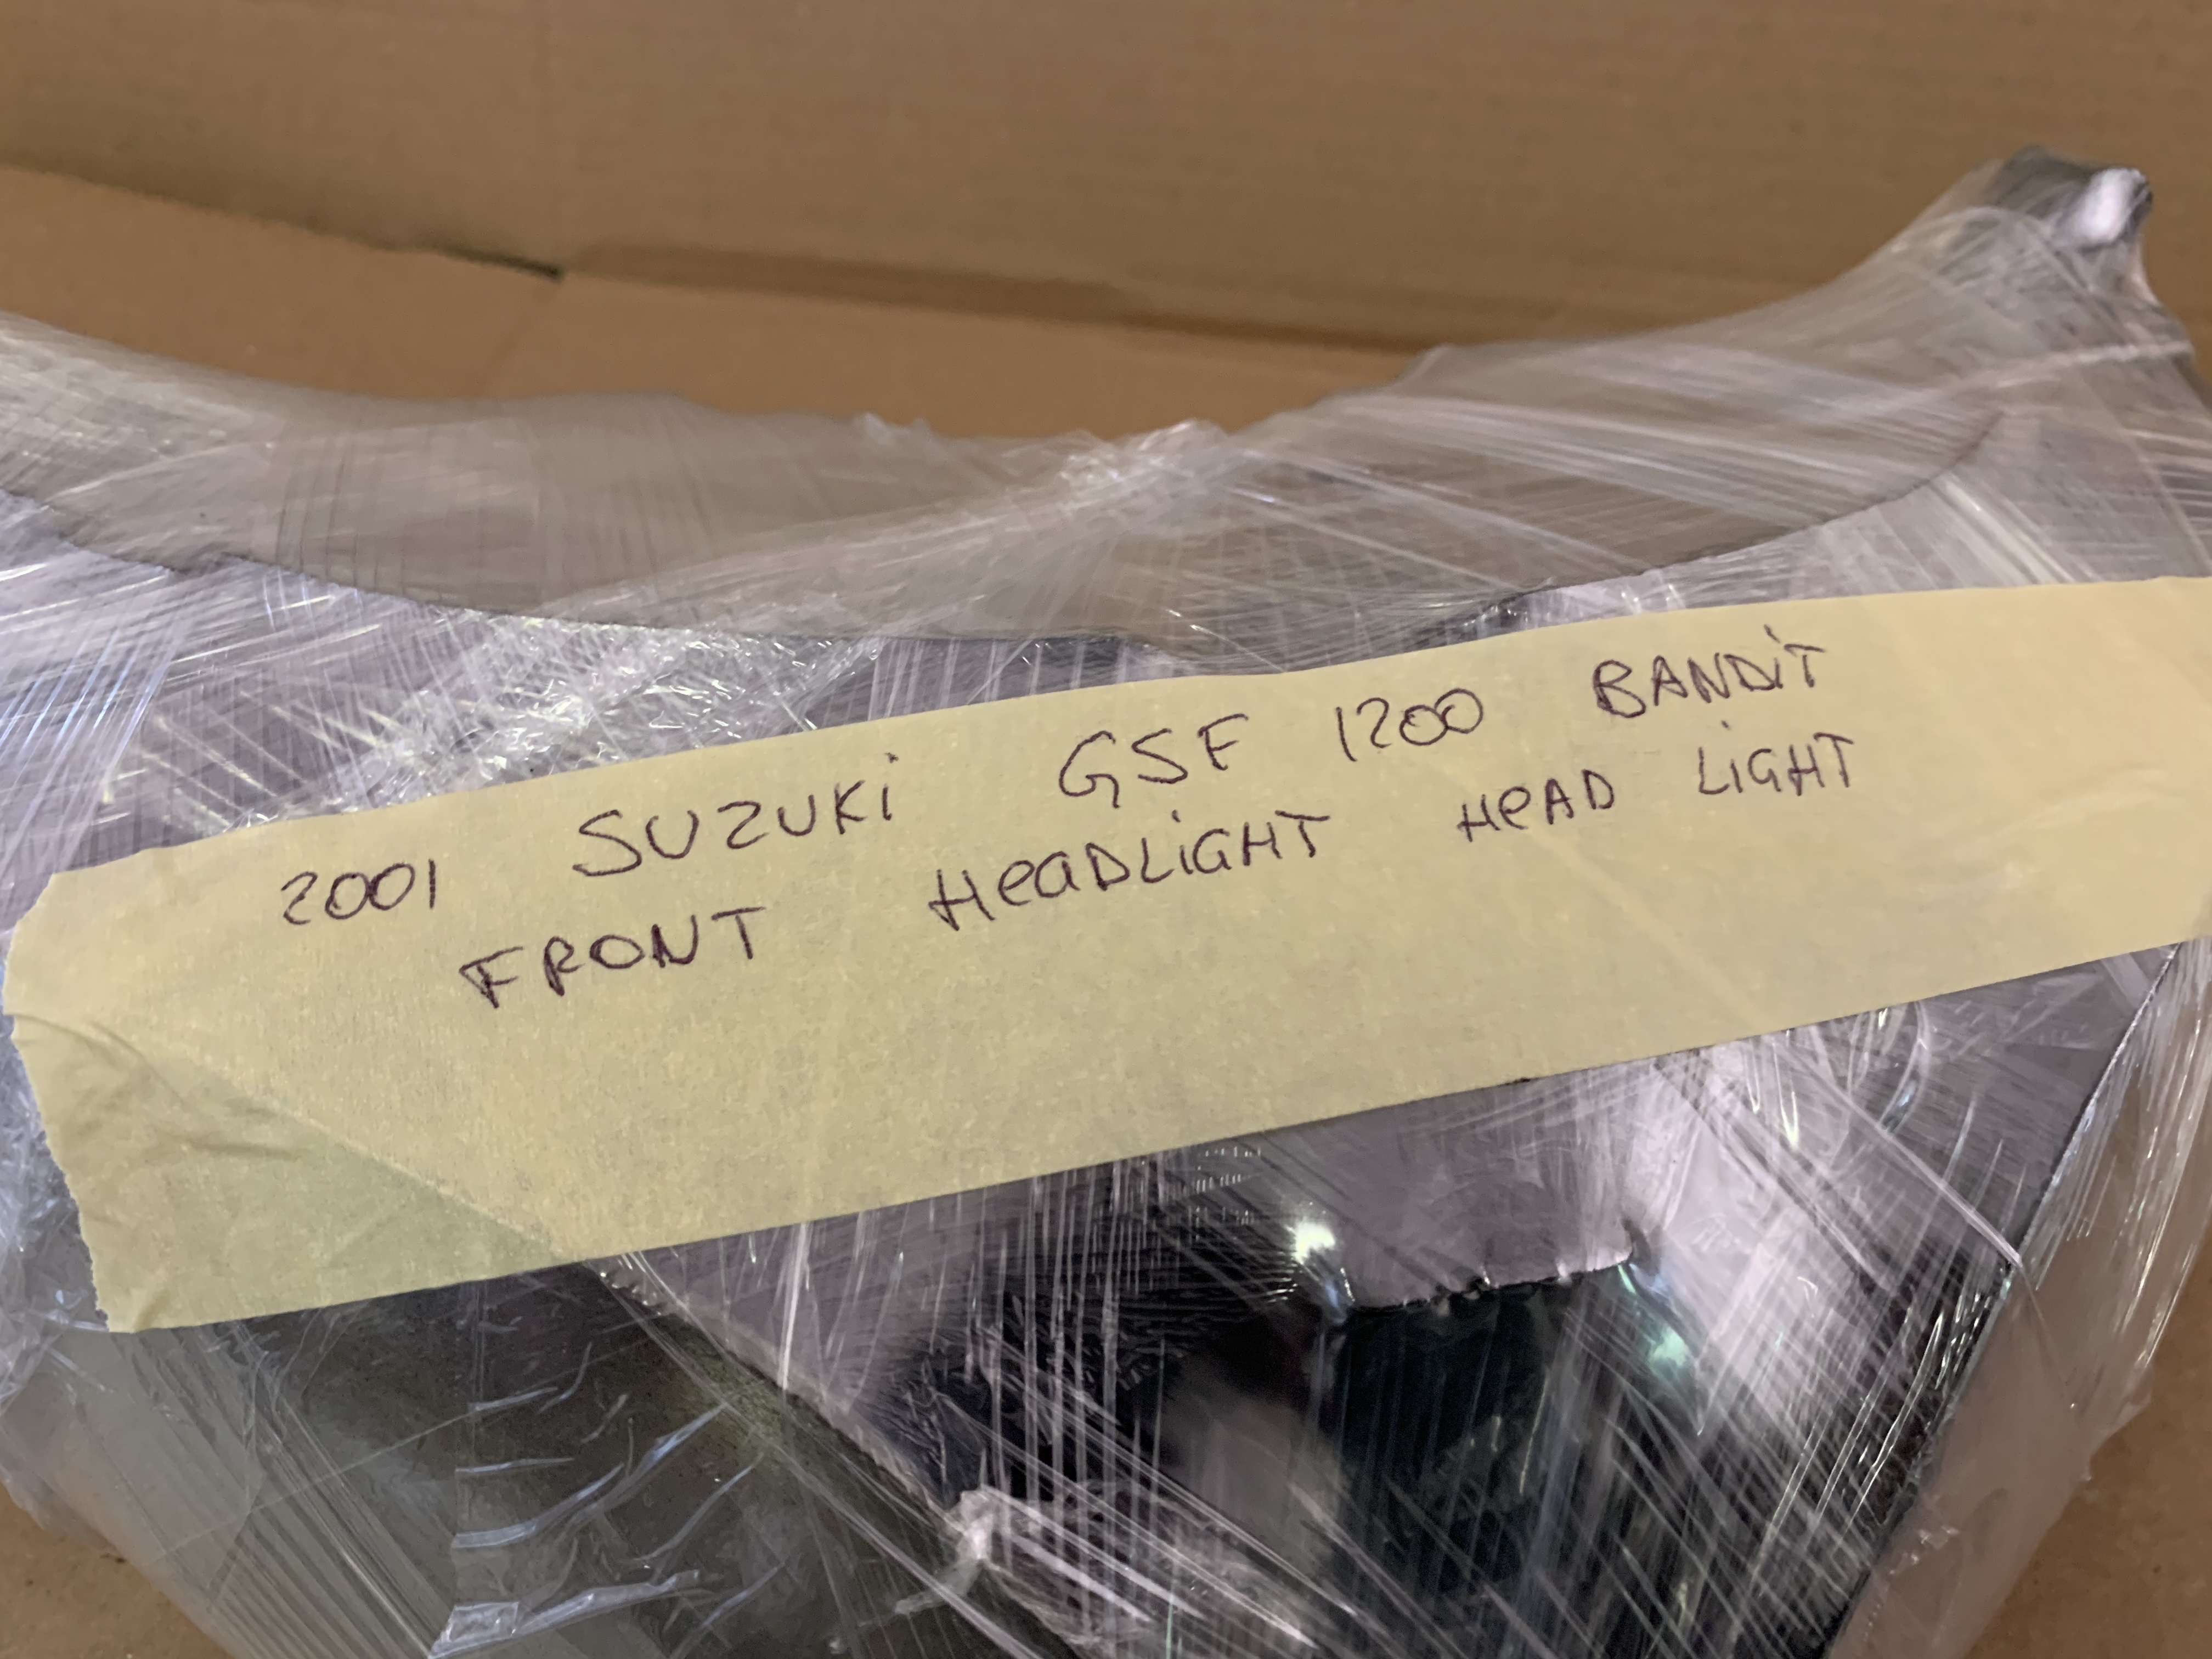 2001 SUZUKi GSF 1200 BANDiT
FRONT HeaDLiGHT HeAD LiGHT